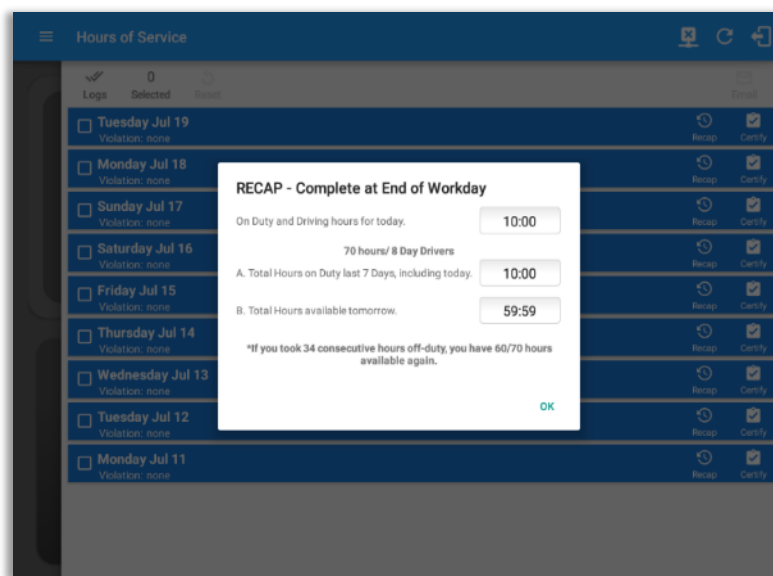 Hours of Service
Logs
0
Selected
Reset
Email
Tuesday Jul 19
Violation: none
Recap
Certify
Monday Jul 18
Violation: none
Recap
Certify
Sunday Jul 17
Violation: none
Recap
Certify
Saturday Jul 16
Violation: none
Recap
Certify
Friday Jul 15
Violation: none
Recap
Certify
Thursday Jul 14
Violation: none
Recap
Certify
Wednesday Jul 13
Violation: none
Recap
Certify
Tuesday Jul 12
Violation: none
Recap
Certify
Monday Jul 11
Violation: none
Recap
Certify
RECAP - Complete at End of Workday
On Duty and Driving hours for today. 10:00
70 hours/ 8 Day Drivers
A. Total Hours on Duty last 7 Days, including today. 10:00
B. Total Hours available tomorrow. 59:59
*If you took 34 consecutive hours off-duty, you have 60/70 hours
available again.
OK